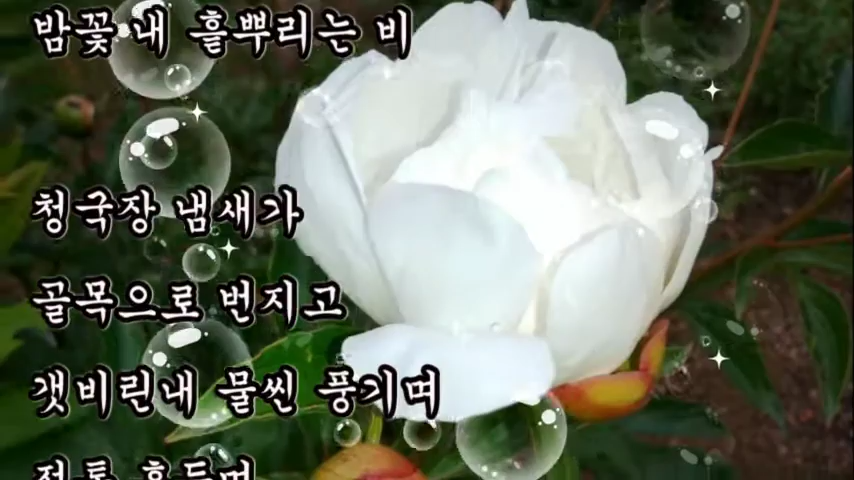 밤꽃 내 흩뿌리는 비
청국장 냄새가
골목으로 번지고
갯비린내 물씬 풍기며